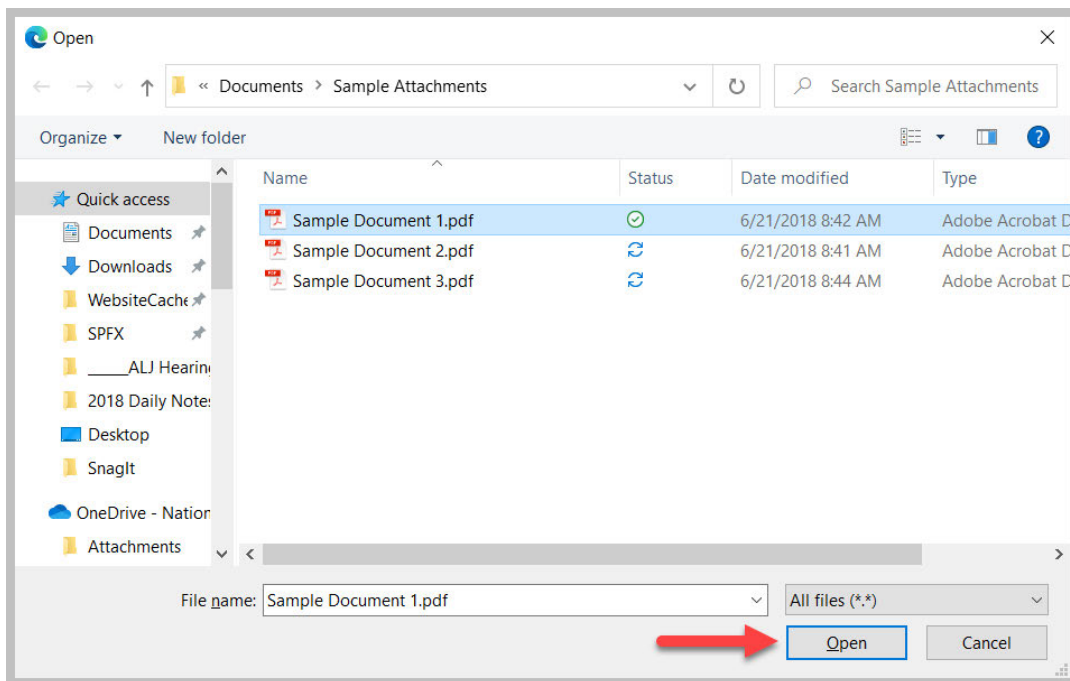 Open
« Documents > Sample Attachments
Search Sample Attachments
Organize
New folder
Name Status Date modified Type
Quick access
Documents
Downloads
WebsiteCache
SPFX
_____ALJ Hearing
2018 Daily Notes
Desktop
SnagIt
OneDrive - Nation
Attachments
Sample Document 1.pdf 6/21/2018 8:42 AM Adobe Acrobat D
Sample Document 2.pdf 6/21/2018 8:41 AM Adobe Acrobat D
Sample Document 3.pdf 6/21/2018 8:44 AM Adobe Acrobat D
File name: Sample Document 1.pdf
All files (*.*)
Open
Cancel